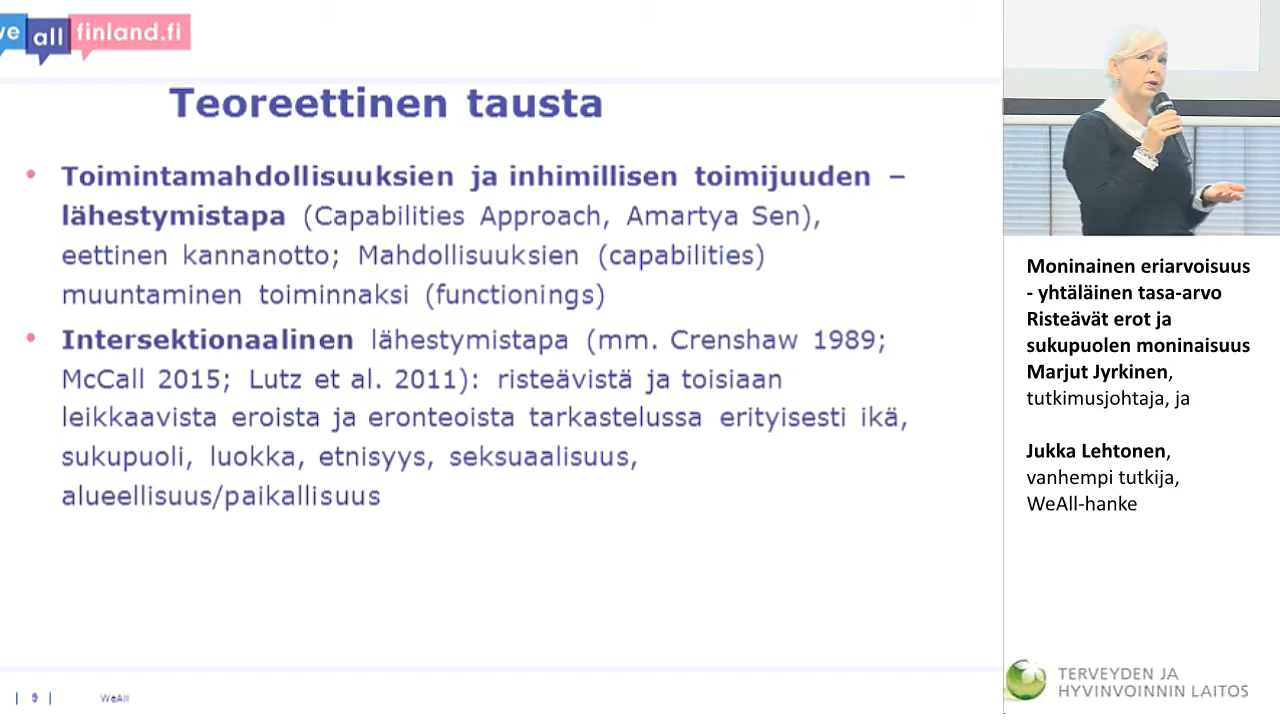 we all finland.fi
Teoreettinen tausta
• Toimintamahdollisuuksien ja inhimillisen toimijuuden –
lähestymistapa (Capabilities Approach, Amartya Sen),
eettinen kannanotto; Mahdollisuuksien (capabilities)
muuntaminen toiminnaksi (functionings)
• Intersektionaalinen lähestymistapa (mm. Crenshaw 1989;
McCall 2015; Lutz et al. 2011): risteävistä ja toisiaan
leikkaavista eroista ja eronteoista tarkastelussa erityisesti ikä,
sukupuoli, luokka, etnisyys, seksuaalisuus,
alueellisuus/paikallisuus
| 9 | WeAll
Moninainen eriarvoisuus
- yhtäläinen tasa-arvo
Risteävät erot ja
sukupuolen moninaisuus
Marjut Jyrkinen,
tutkimusjohtaja, ja
Jukka Lehtonen,
vanhempi tutkija,
WeAll-hanke
TERVEYDEN JA
HYVINVOINNIN LAITOS